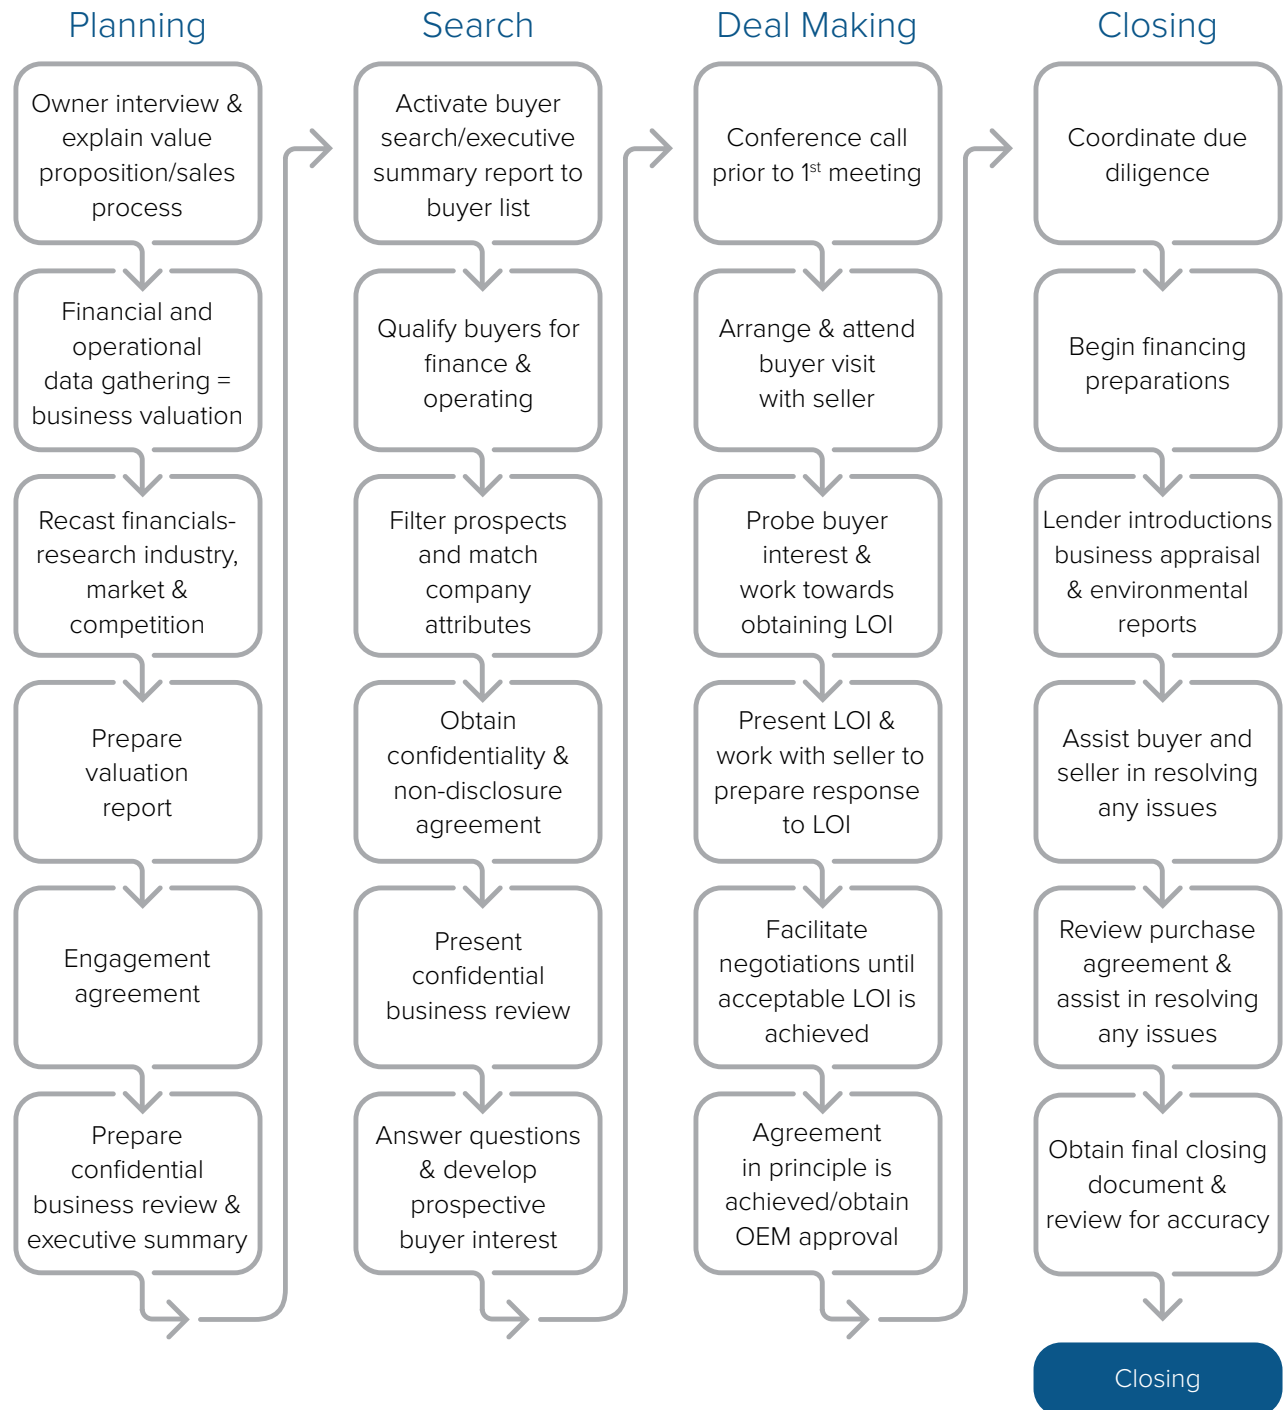 Planning
Owner interview &
explain value
proposition/sales
process
Financial and
operational
data gathering =
business valuation
Recast financials-
research industry,
market &
competition
Prepare
valuation
report
Engagement
agreement
Prepare
confidential
business review &
executive summary
Search
Activate buyer
search/executive
summary report to
buyer list
Qualify buyers for
finance &
operating
Filter prospects
and match
company
attributes
Obtain
confidentiality &
non-disclosure
agreement
Present
confidential
business review
Answer questions
& develop
prospective
buyer interest
Deal Making
Conference call
prior to 1st meeting
Arrange & attend
buyer visit
with seller
Probe buyer
interest &
work towards
obtaining LOI
Present LOI &
work with seller to
prepare response
to LOI
Facilitate
negotiations until
acceptable LOI is
achieved
Agreement
in principle is
achieved/obtain
OEM approval
Closing
Coordinate due
diligence
Begin financing
preparations
Lender introductions
business appraisal
& environmental
reports
Assist buyer and
seller in resolving
any issues
Review purchase
agreement &
assist in resolving
any issues
Obtain final closing
document &
review for accuracy
Closing